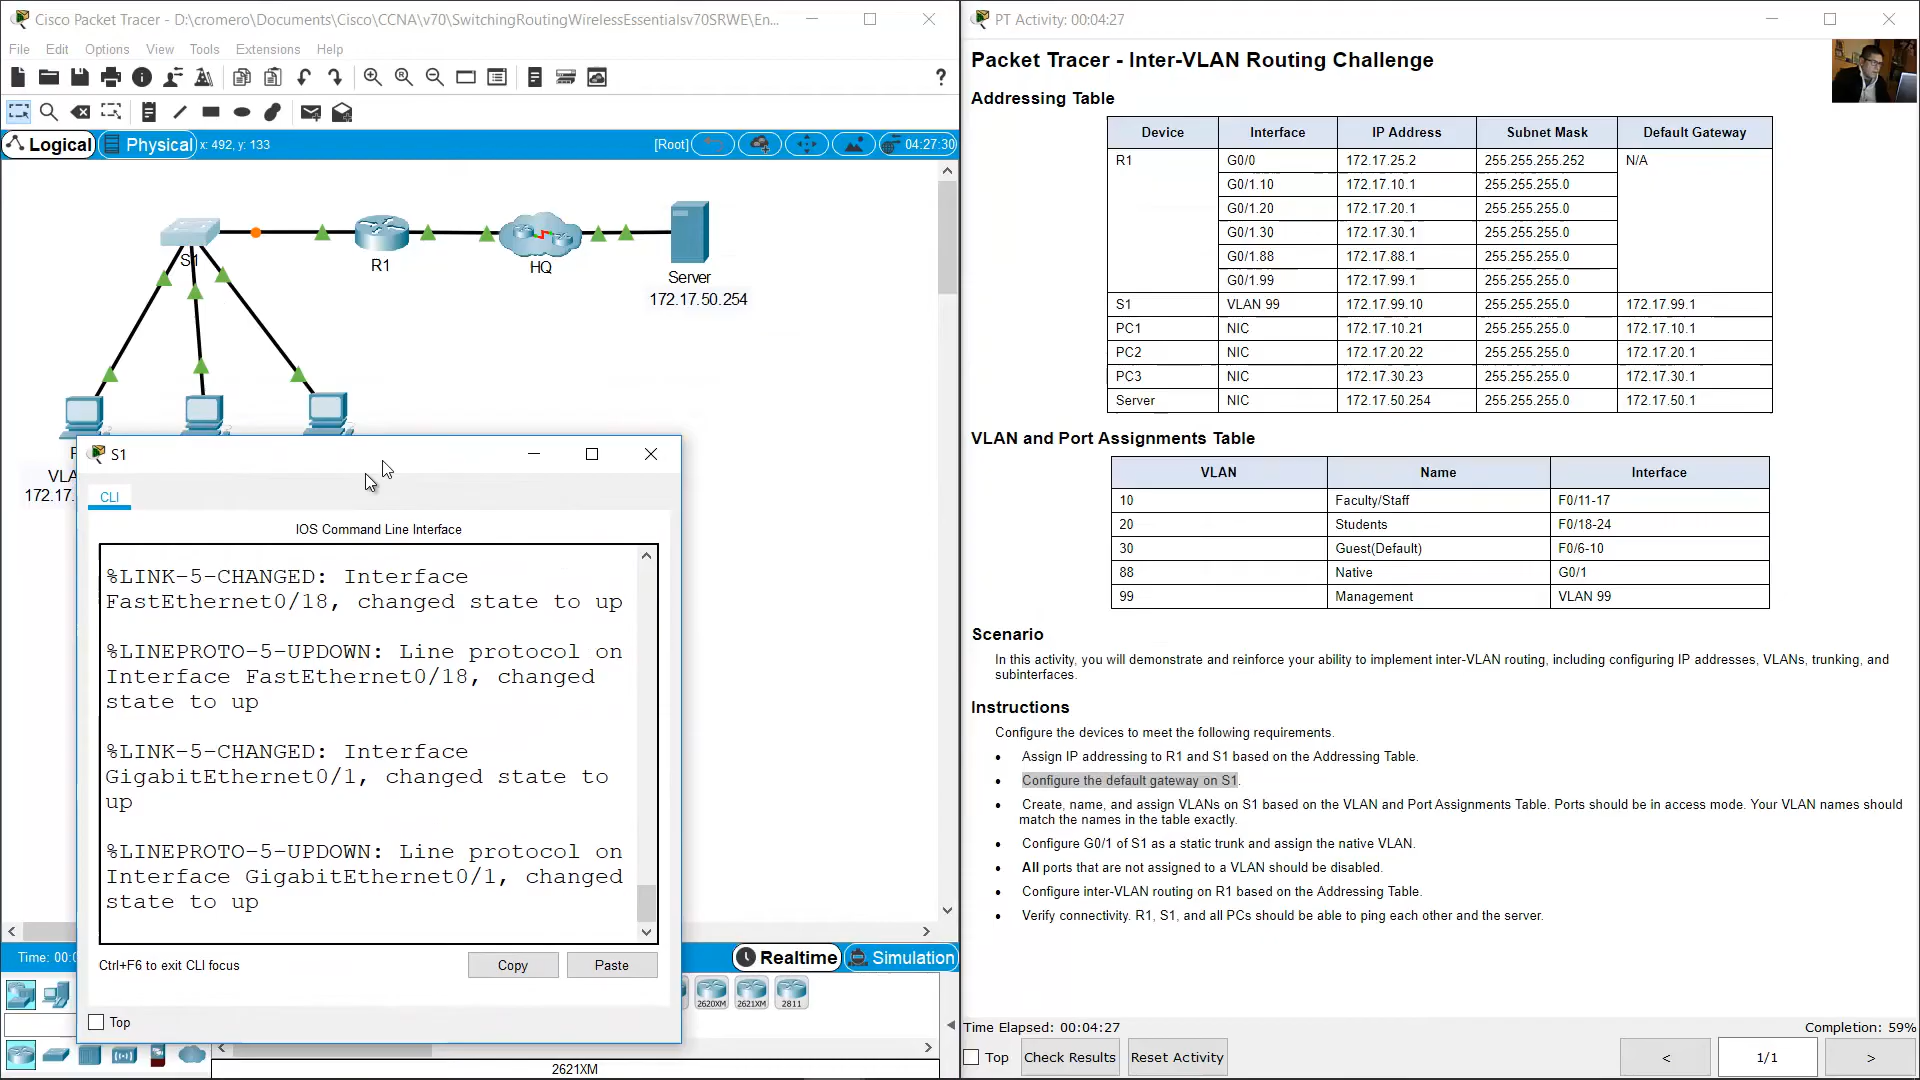 Cisco Packet Tracer - D:\cromero\Documents\Cisco\CCNA\v70\SwitchingRoutingWirelessEssentialsv70SRWE\En...
File Edit Options View Tools Extensions Help
Logical Physical x: 492, y: 133 [Root] 04:27:30
S1
R1
HQ
Server
172.17.50.254
VLA
172.17.
S1
CLI
IOS Command Line Interface
%LINK-5-CHANGED: Interface
FastEthernet0/18, changed state to up
%LINEPROTO-5-UPDOWN: Line protocol on
Interface FastEthernet0/18, changed
state to up
%LINK-5-CHANGED: Interface
GigabitEthernet0/1, changed state to
up
%LINEPROTO-5-UPDOWN: Line protocol on
Interface GigabitEthernet0/1, changed
state to up
Ctrl+F6 to exit CLI focus
Copy Paste
Top
Time: 00:0
Realtime Simulation
2620XM 2621XM 2811
2621XM
PT Activity: 00:04:27
Packet Tracer - Inter-VLAN Routing Challenge
Addressing Table
Device Interface IP Address Subnet Mask Default Gateway
R1 G0/0 172.17.25.2 255.255.255.252 N/A
G0/1.10 172.17.10.1 255.255.255.0
G0/1.20 172.17.20.1 255.255.255.0
G0/1.30 172.17.30.1 255.255.255.0
G0/1.88 172.17.88.1 255.255.255.0
G0/1.99 172.17.99.1 255.255.255.0
S1 VLAN 99 172.17.99.10 255.255.255.0 172.17.99.1
PC1 NIC 172.17.10.21 255.255.255.0 172.17.10.1
PC2 NIC 172.17.20.22 255.255.255.0 172.17.20.1
PC3 NIC 172.17.30.23 255.255.255.0 172.17.30.1
Server NIC 172.17.50.254 255.255.255.0 172.17.50.1
VLAN and Port Assignments Table
VLAN Name Interface
10 Faculty/Staff F0/11-17
20 Students F0/18-24
30 Guest(Default) F0/6-10
88 Native G0/1
99 Management VLAN 99
Scenario
In this activity, you will demonstrate and reinforce your ability to implement inter-VLAN routing, including configuring IP addresses, VLANs, trunking, and
subinterfaces.
Instructions
Configure the devices to meet the following requirements.
• Assign IP addressing to R1 and S1 based on the Addressing Table.
• Configure the default gateway on S1.
• Create, name, and assign VLANs on S1 based on the VLAN and Port Assignments Table. Ports should be in access mode. Your VLAN names should
match the names in the table exactly.
• Configure G0/1 of S1 as a static trunk and assign the native VLAN.
• All ports that are not assigned to a VLAN should be disabled.
• Configure inter-VLAN routing on R1 based on the Addressing Table.
• Verify connectivity. R1, S1, and all PCs should be able to ping each other and the server.
Time Elapsed: 00:04:27 Completion: 59%
Top Check Results Reset Activity < 1/1 >